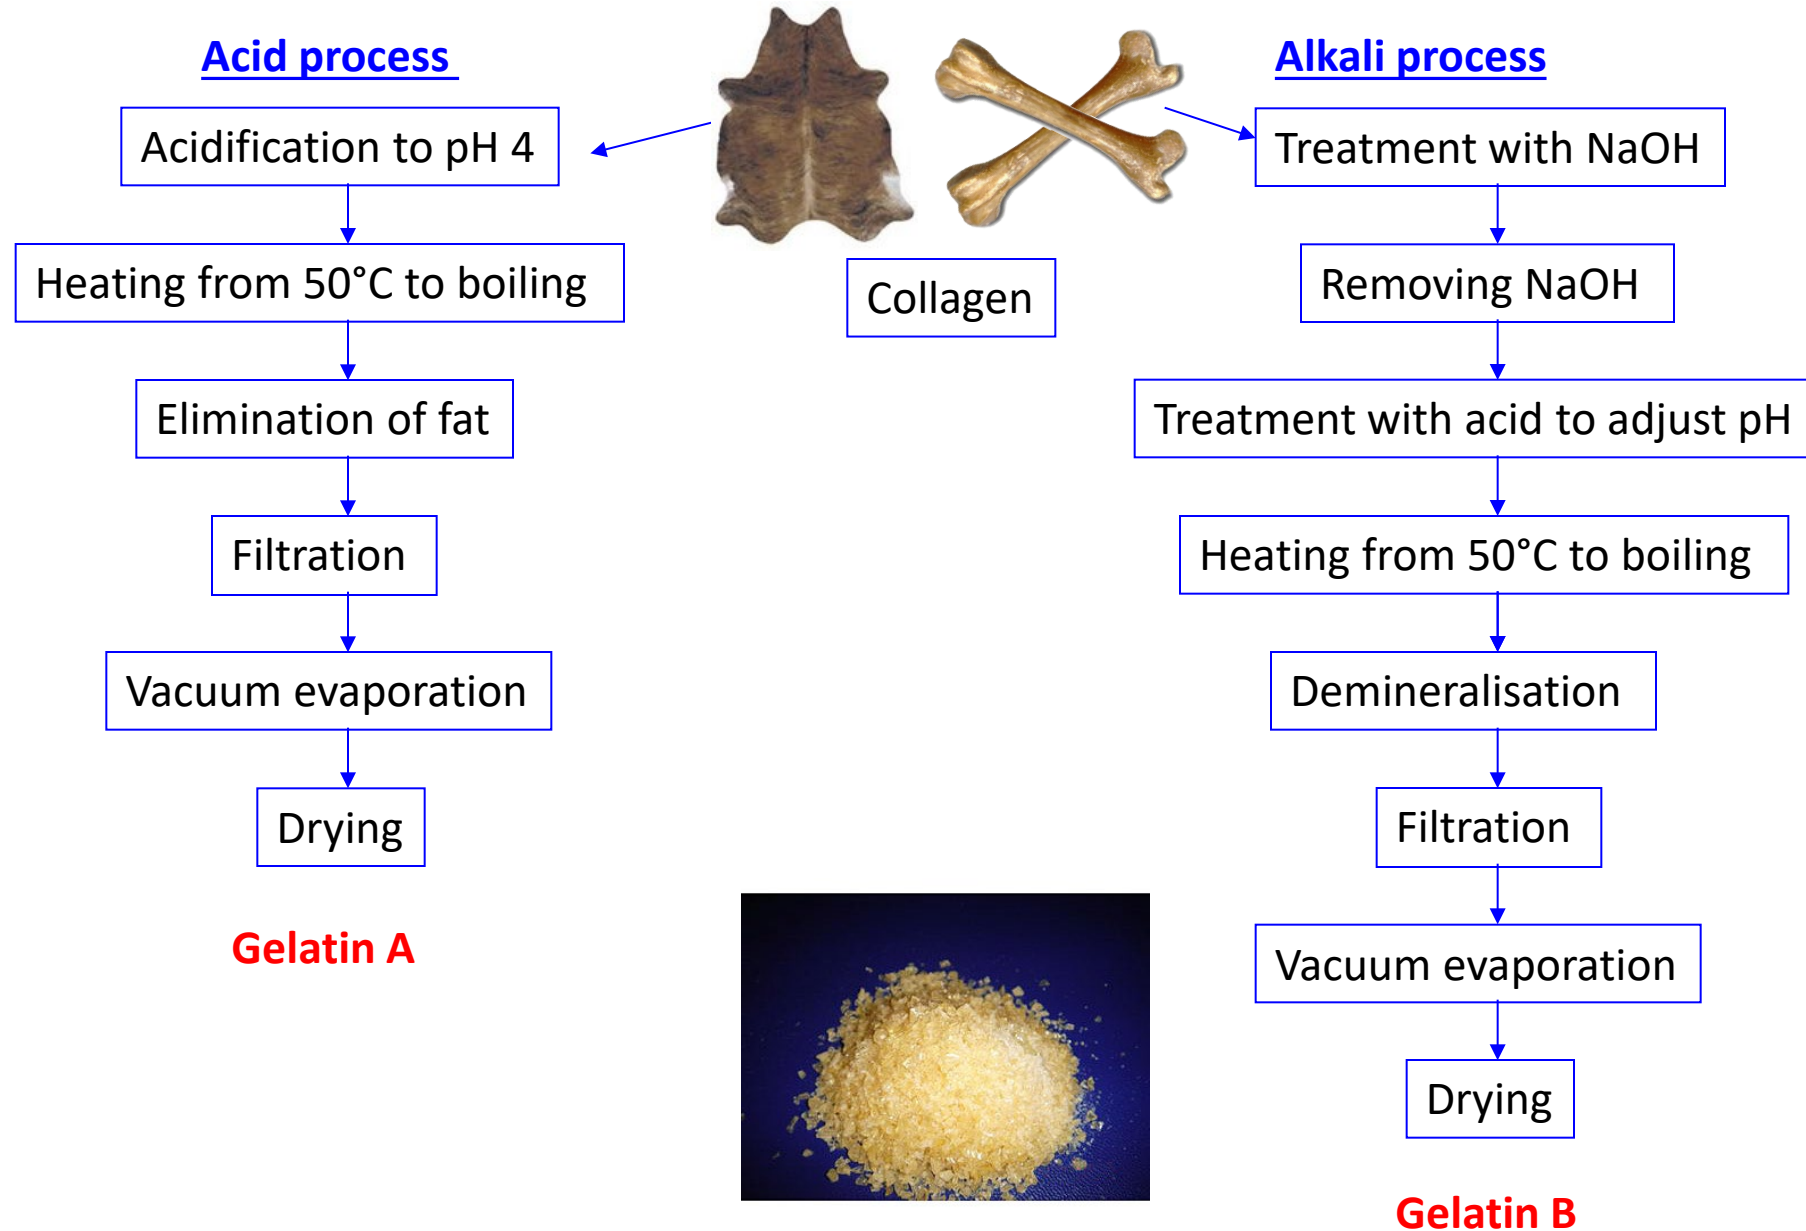 Acid process
Acidification to pH 4
Heating from 50°C to boiling
Elimination of fat
Filtration
Vacuum evaporation
Drying
Gelatin A
Collagen
Alkali process
Treatment with NaOH
Removing NaOH
Treatment with acid to adjust pH
Heating from 50°C to boiling
Demineralisation
Filtration
Vacuum evaporation
Drying
Gelatin B